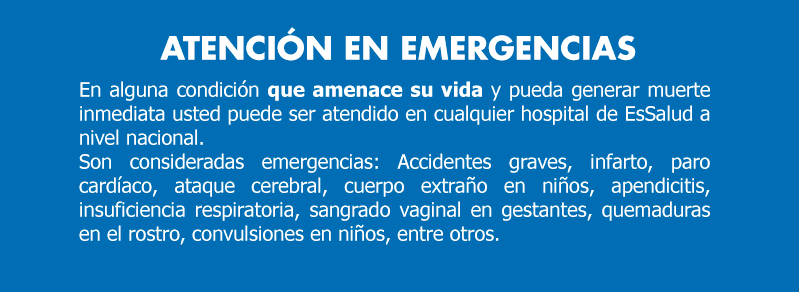 ATENCIÓN EN EMERGENCIAS
En alguna condición que amenace su vida y pueda generar muerte
inmediata usted puede ser atendido en cualquier hospital de EsSalud a
nivel nacional.
Son consideradas emergencias: Accidentes graves, infarto, paro
cardíaco, ataque cerebral, cuerpo extraño en niños, apendicitis,
insuficiencia respiratoria, sangrado vaginal en gestantes, quemaduras
en el rostro, convulsiones en niños, entre otros.